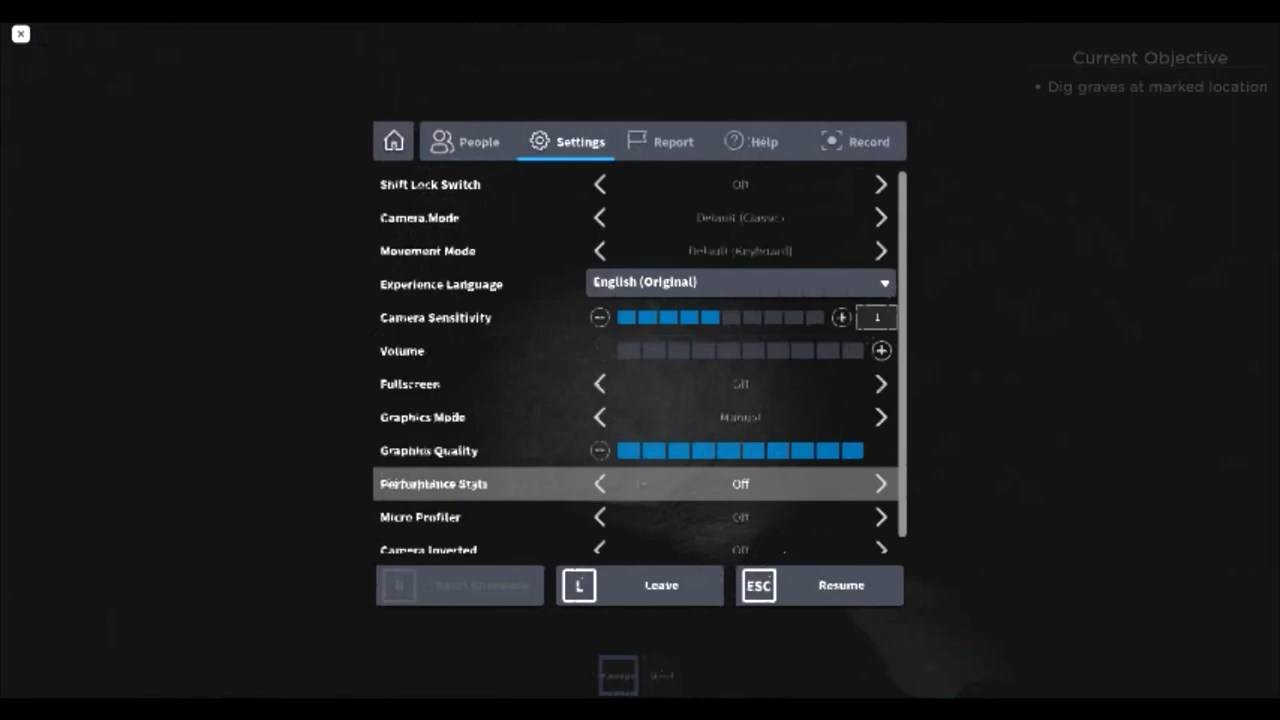 Current Objective
• Dig graves at marked location
People
Settings
Report
Help
Record
Shift Lock Switch
Off
Camera Mode
Default (Classic)
Movement Mode
Default (Keyboard)
Experience Language
English (Original)
Camera Sensitivity
1
Volume
Fullscreen
Off
Graphics Mode
Manual
Graphics Quality
Performance Stats
Off
Micro Profiler
Off
Camera Inverted
Off
L
Leave
ESC
Resume